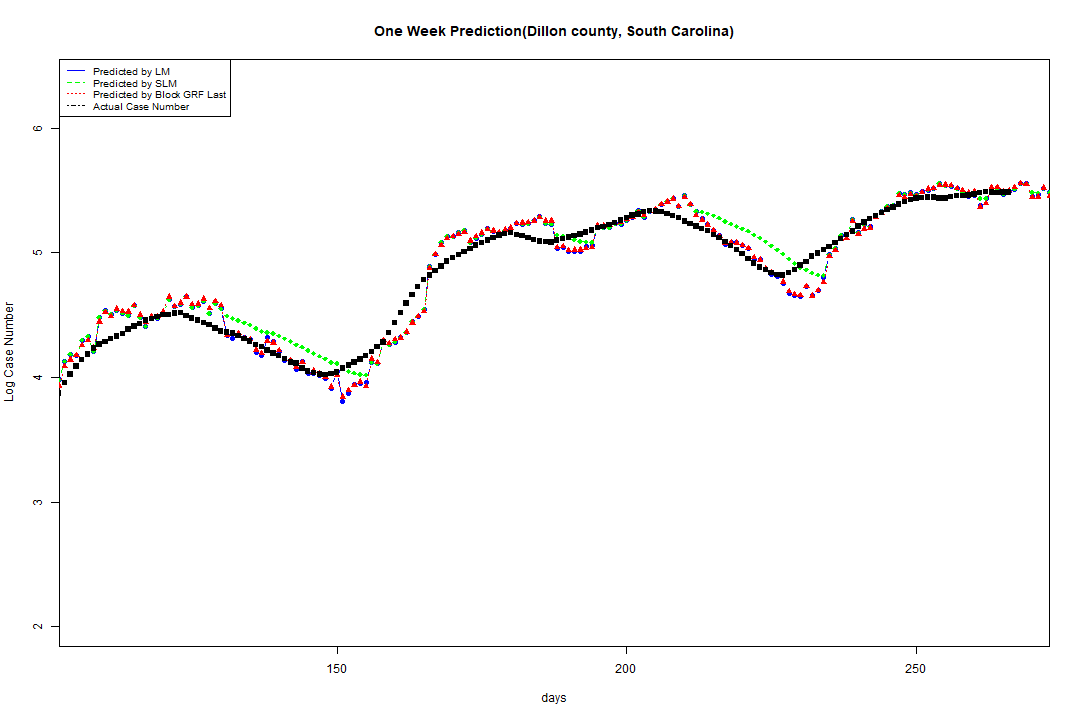 One Week Prediction(Dillon county, South Carolina)
Predicted by LM
Predicted by SLM
Predicted by Block GRF Last
Actual Case Number
6
5
4
3
2
Log Case Number
150
200
250
days